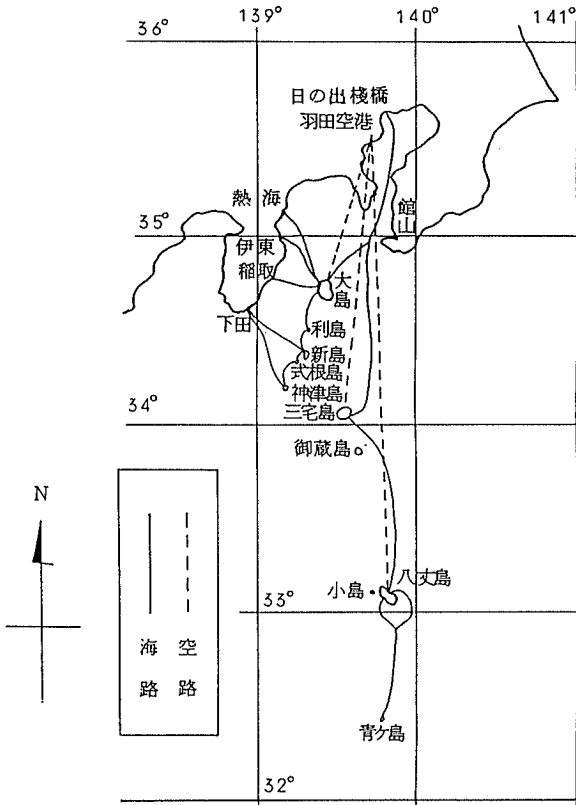 139° 140° 141°
36°
日の出棧橋
羽田空港
熱海
館山
35°
伊東
稲取
大島
下田
利島
新島
式根島
神津島
三宅島
34°
御蔵島
N
八丈島
小島
33°
海路
空路
青ケ島
32°